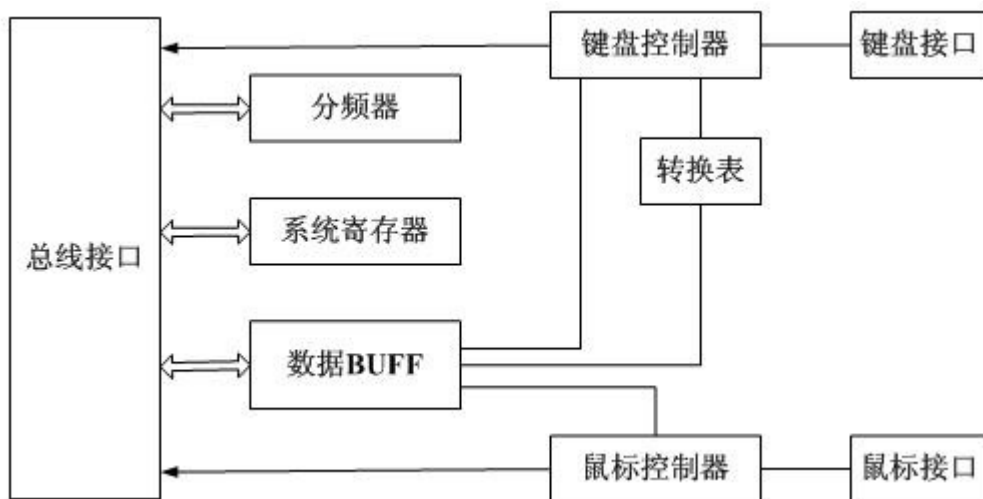 键盘控制器
键盘接口
分频器
转换表
系统寄存器
总线接口
数据BUFF
鼠标控制器
鼠标接口